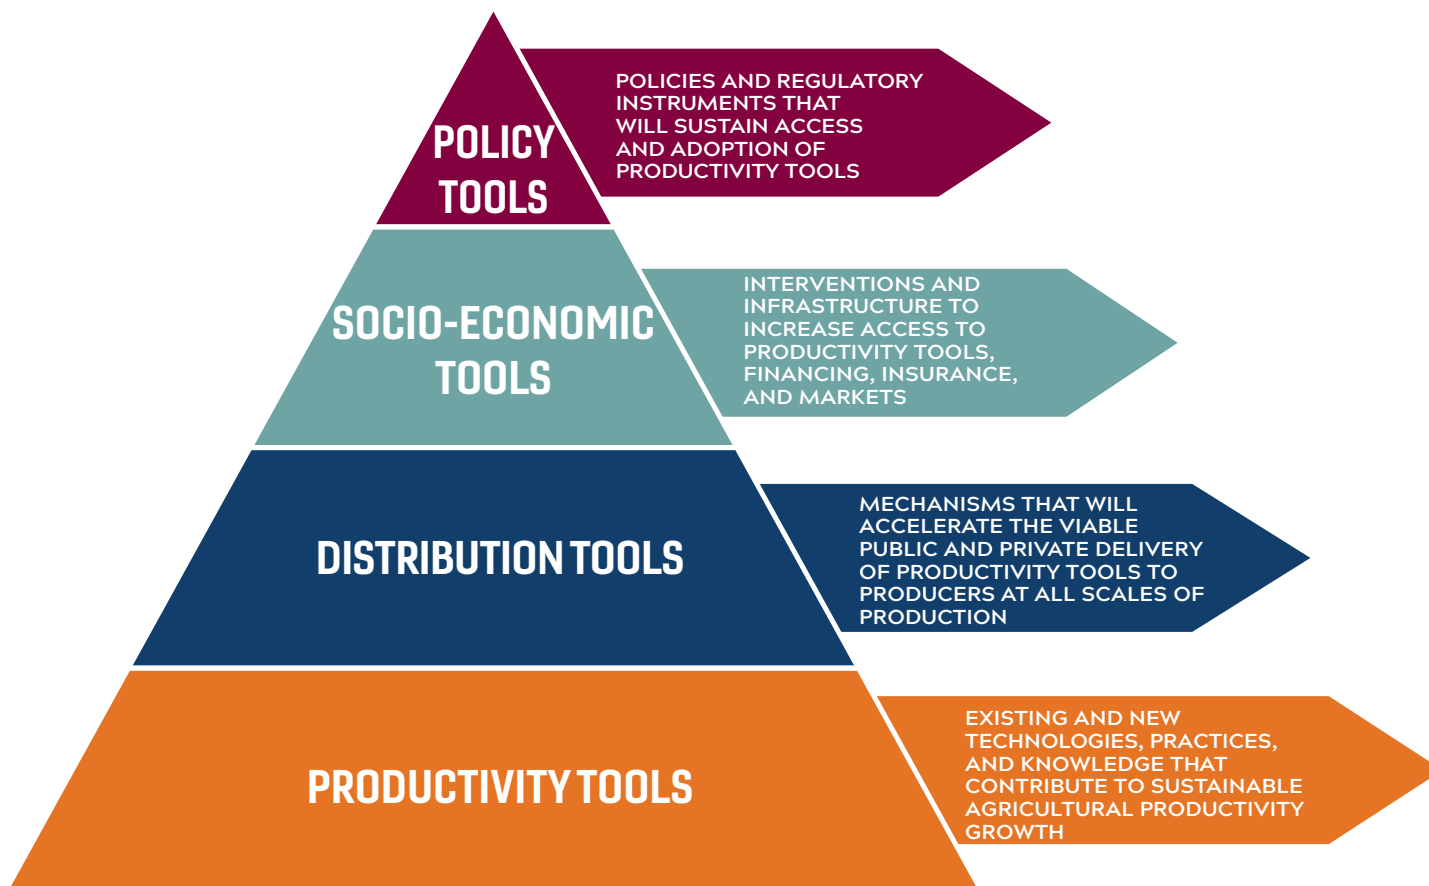 POLICY
TOOLS
POLICIES AND REGULATORY
INSTRUMENTS THAT
WILL SUSTAIN ACCESS
AND ADOPTION OF
PRODUCTIVITY TOOLS
SOCIO-ECONOMIC
TOOLS
INTERVENTIONS AND
INFRASTRUCTURE TO
INCREASE ACCESS TO
PRODUCTIVITY TOOLS,
FINANCING, INSURANCE,
AND MARKETS
DISTRIBUTION TOOLS
MECHANISMS THAT WILL
ACCELERATE THE VIABLE
PUBLIC AND PRIVATE DELIVERY
OF PRODUCTIVITY TOOLS TO
PRODUCERS AT ALL SCALES OF
PRODUCTION
PRODUCTIVITY TOOLS
EXISTING AND NEW
TECHNOLOGIES, PRACTICES,
AND KNOWLEDGE THAT
CONTRIBUTE TO SUSTAINABLE
AGRICULTURAL PRODUCTIVITY
GROWTH